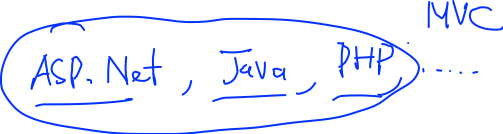 MVC
ASP.Net, Java, PHP, .....